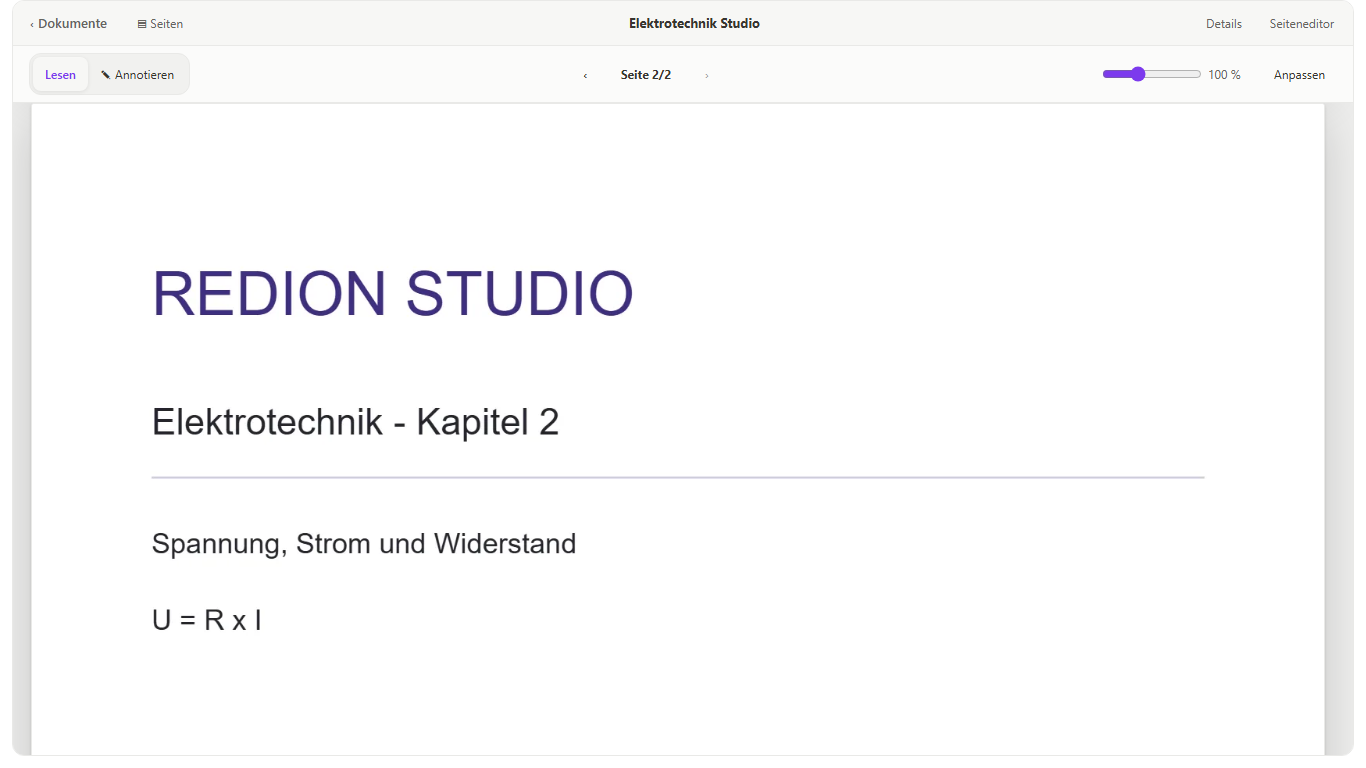 ‹ Dokumente
Seiten
Elektrotechnik Studio
Details
Seiteneditor
Lesen
Annotieren
‹
Seite 2/2
›
100 %
Anpassen
REDION STUDIO
Elektrotechnik - Kapitel 2
Spannung, Strom und Widerstand
U = R x I